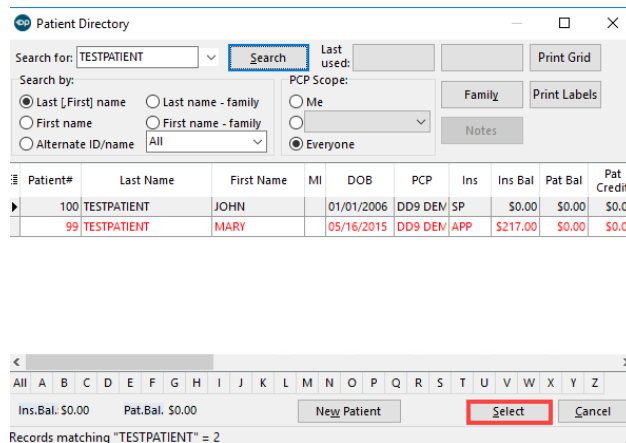 Patient Directory
Search for: TESTPATIENT Search Last used: Print Grid
Search by: PCP Scope:
Last [,First] name Last name - family Me Family Print Labels
First name First name - family
Alternate ID/name All Everyone Notes
Patient# Last Name First Name MI DOB PCP Ins Ins Bal Pat Bal Pat Credit
100 TESTPATIENT JOHN 01/01/2006 DD9 DEM SP $0.00 $0.00 $0.0
99 TESTPATIENT MARY 05/16/2015 DD9 DEM APP $217.00 $0.00 $0.0
All A B C D E F G H I J K L M N O P Q R S T U V W X Y Z
Ins.Bal. $0.00 Pat.Bal. $0.00 New Patient Select Cancel
Records matching "TESTPATIENT" = 2